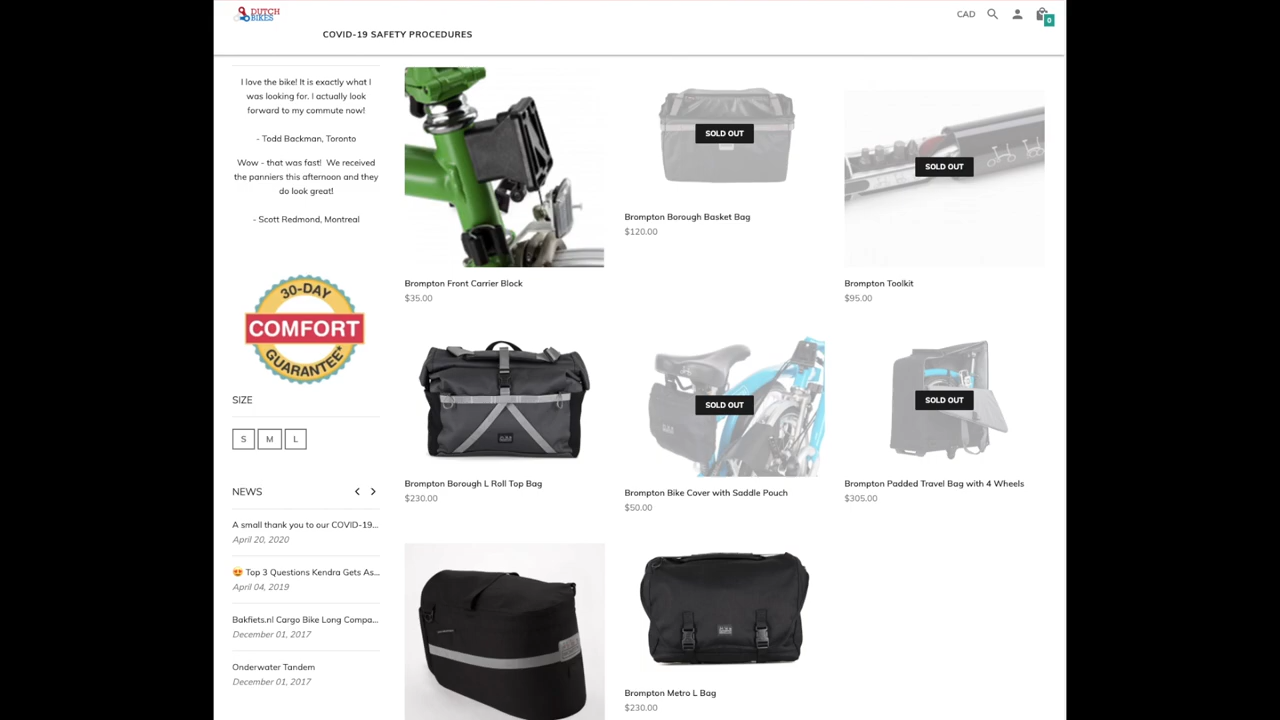 DUTCH
BIKES
CAD
0
COVID-19 SAFETY PROCEDURES
I love the bike! It is exactly what I
was looking for. I actually look
forward to my commute now!
- Todd Backman, Toronto
Wow - that was fast! We received
the panniers this afternoon and they
do look great!
- Scott Redmond, Montreal
30-DAY
COMFORT
GUARANTEE*
SIZE
S M L
NEWS
A small thank you to our COVID-19...
April 20, 2020
😍 Top 3 Questions Kendra Gets As...
April 04, 2019
Bakfiets.nl Cargo Bike Long Compa...
December 01, 2017
Onderwater Tandem
December 01, 2017
Brompton Front Carrier Block
$35.00
SOLD OUT
Brompton Borough Basket Bag
$120.00
SOLD OUT
Brompton Toolkit
$95.00
Brompton Borough L Roll Top Bag
$230.00
SOLD OUT
Brompton Bike Cover with Saddle Pouch
$50.00
SOLD OUT
Brompton Padded Travel Bag with 4 Wheels
$305.00
Brompton Metro L Bag
$230.00